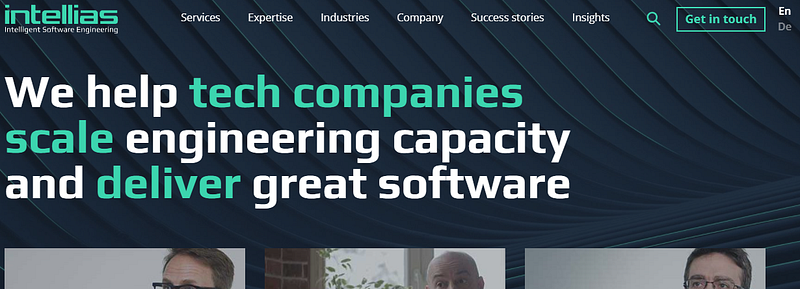 intellias
Intelligent Software Engineering
Services
Expertise
Industries
Company
Success stories
Insights
Get in touch
En
De
We help tech companies
scale engineering capacity
and deliver great software